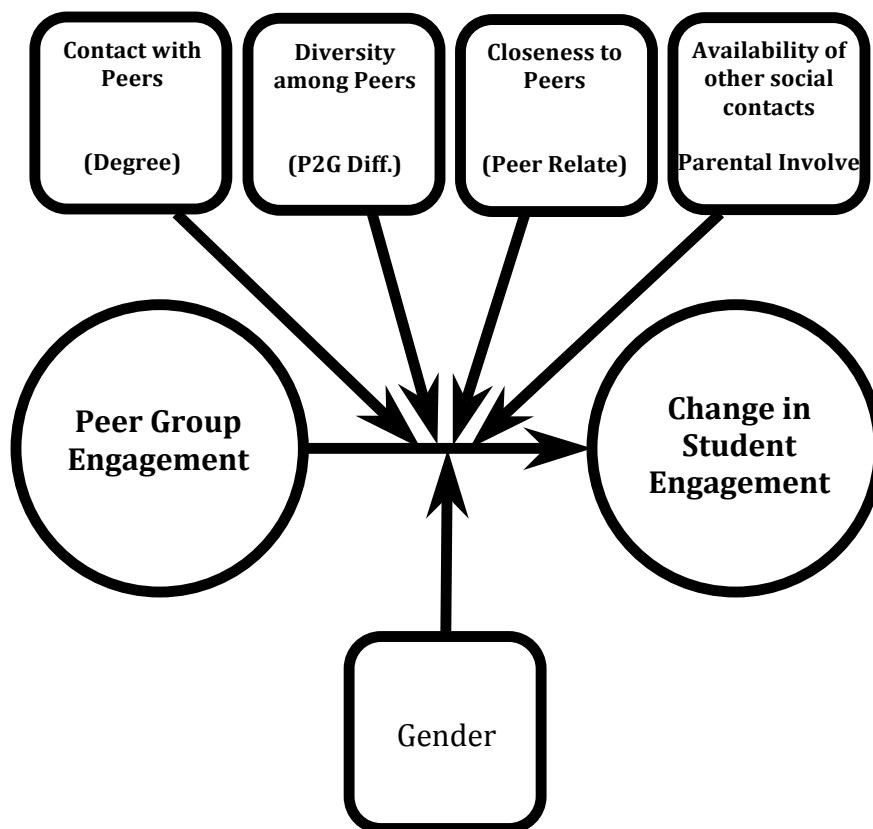 Contact with
Peers
(Degree)
Diversity
among Peers
(P2G Diff.)
Closeness to
Peers
(Peer Relate)
Availability of
other social
contacts
Parental Involve
Peer Group
Engagement
Change in
Student
Engagement
Gender